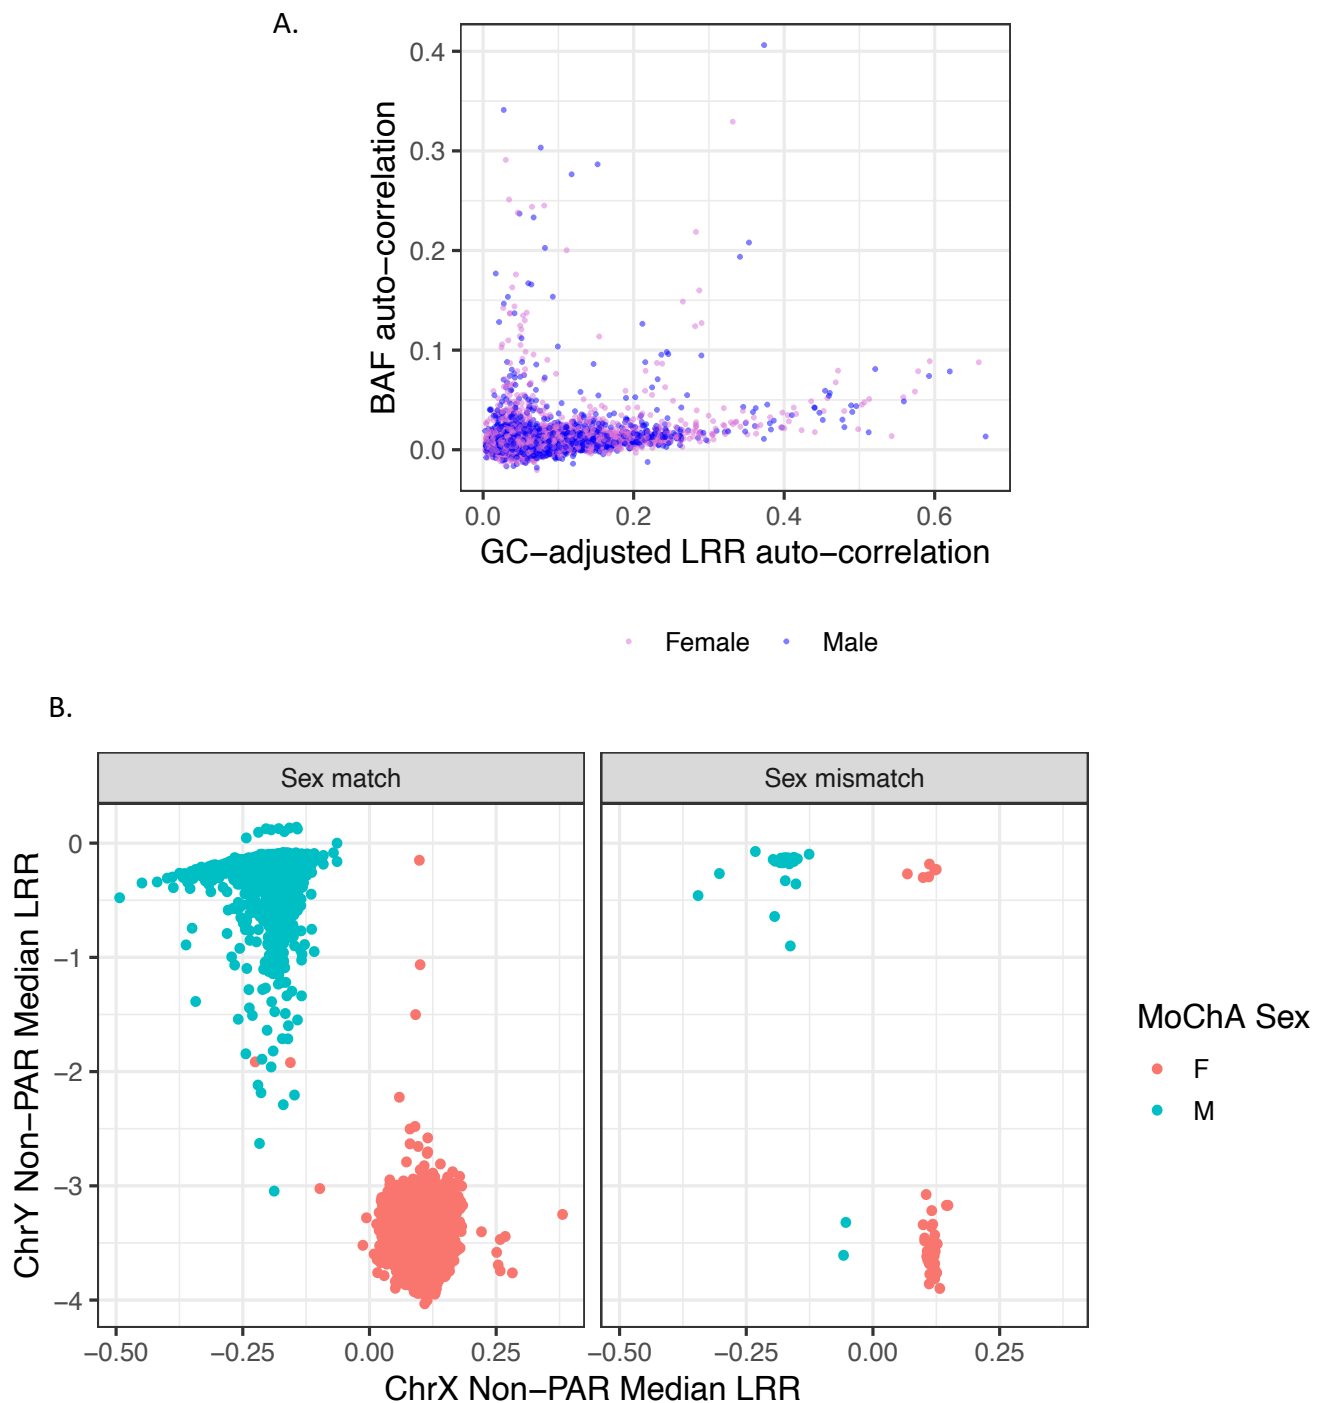 A.
BAF auto−correlation
0.4
0.3
0.2
0.1
0.0
0.0 0.2 0.4 0.6
GC−adjusted LRR auto−correlation
Female Male
B.
Sex match Sex mismatch
ChrY Non−PAR Median LRR
0
−1
−2
−3
−4
−0.50 −0.25 0.00 0.25 −0.50 −0.25 0.00 0.25
ChrX Non−PAR Median LRR
MoChA Sex
F
M